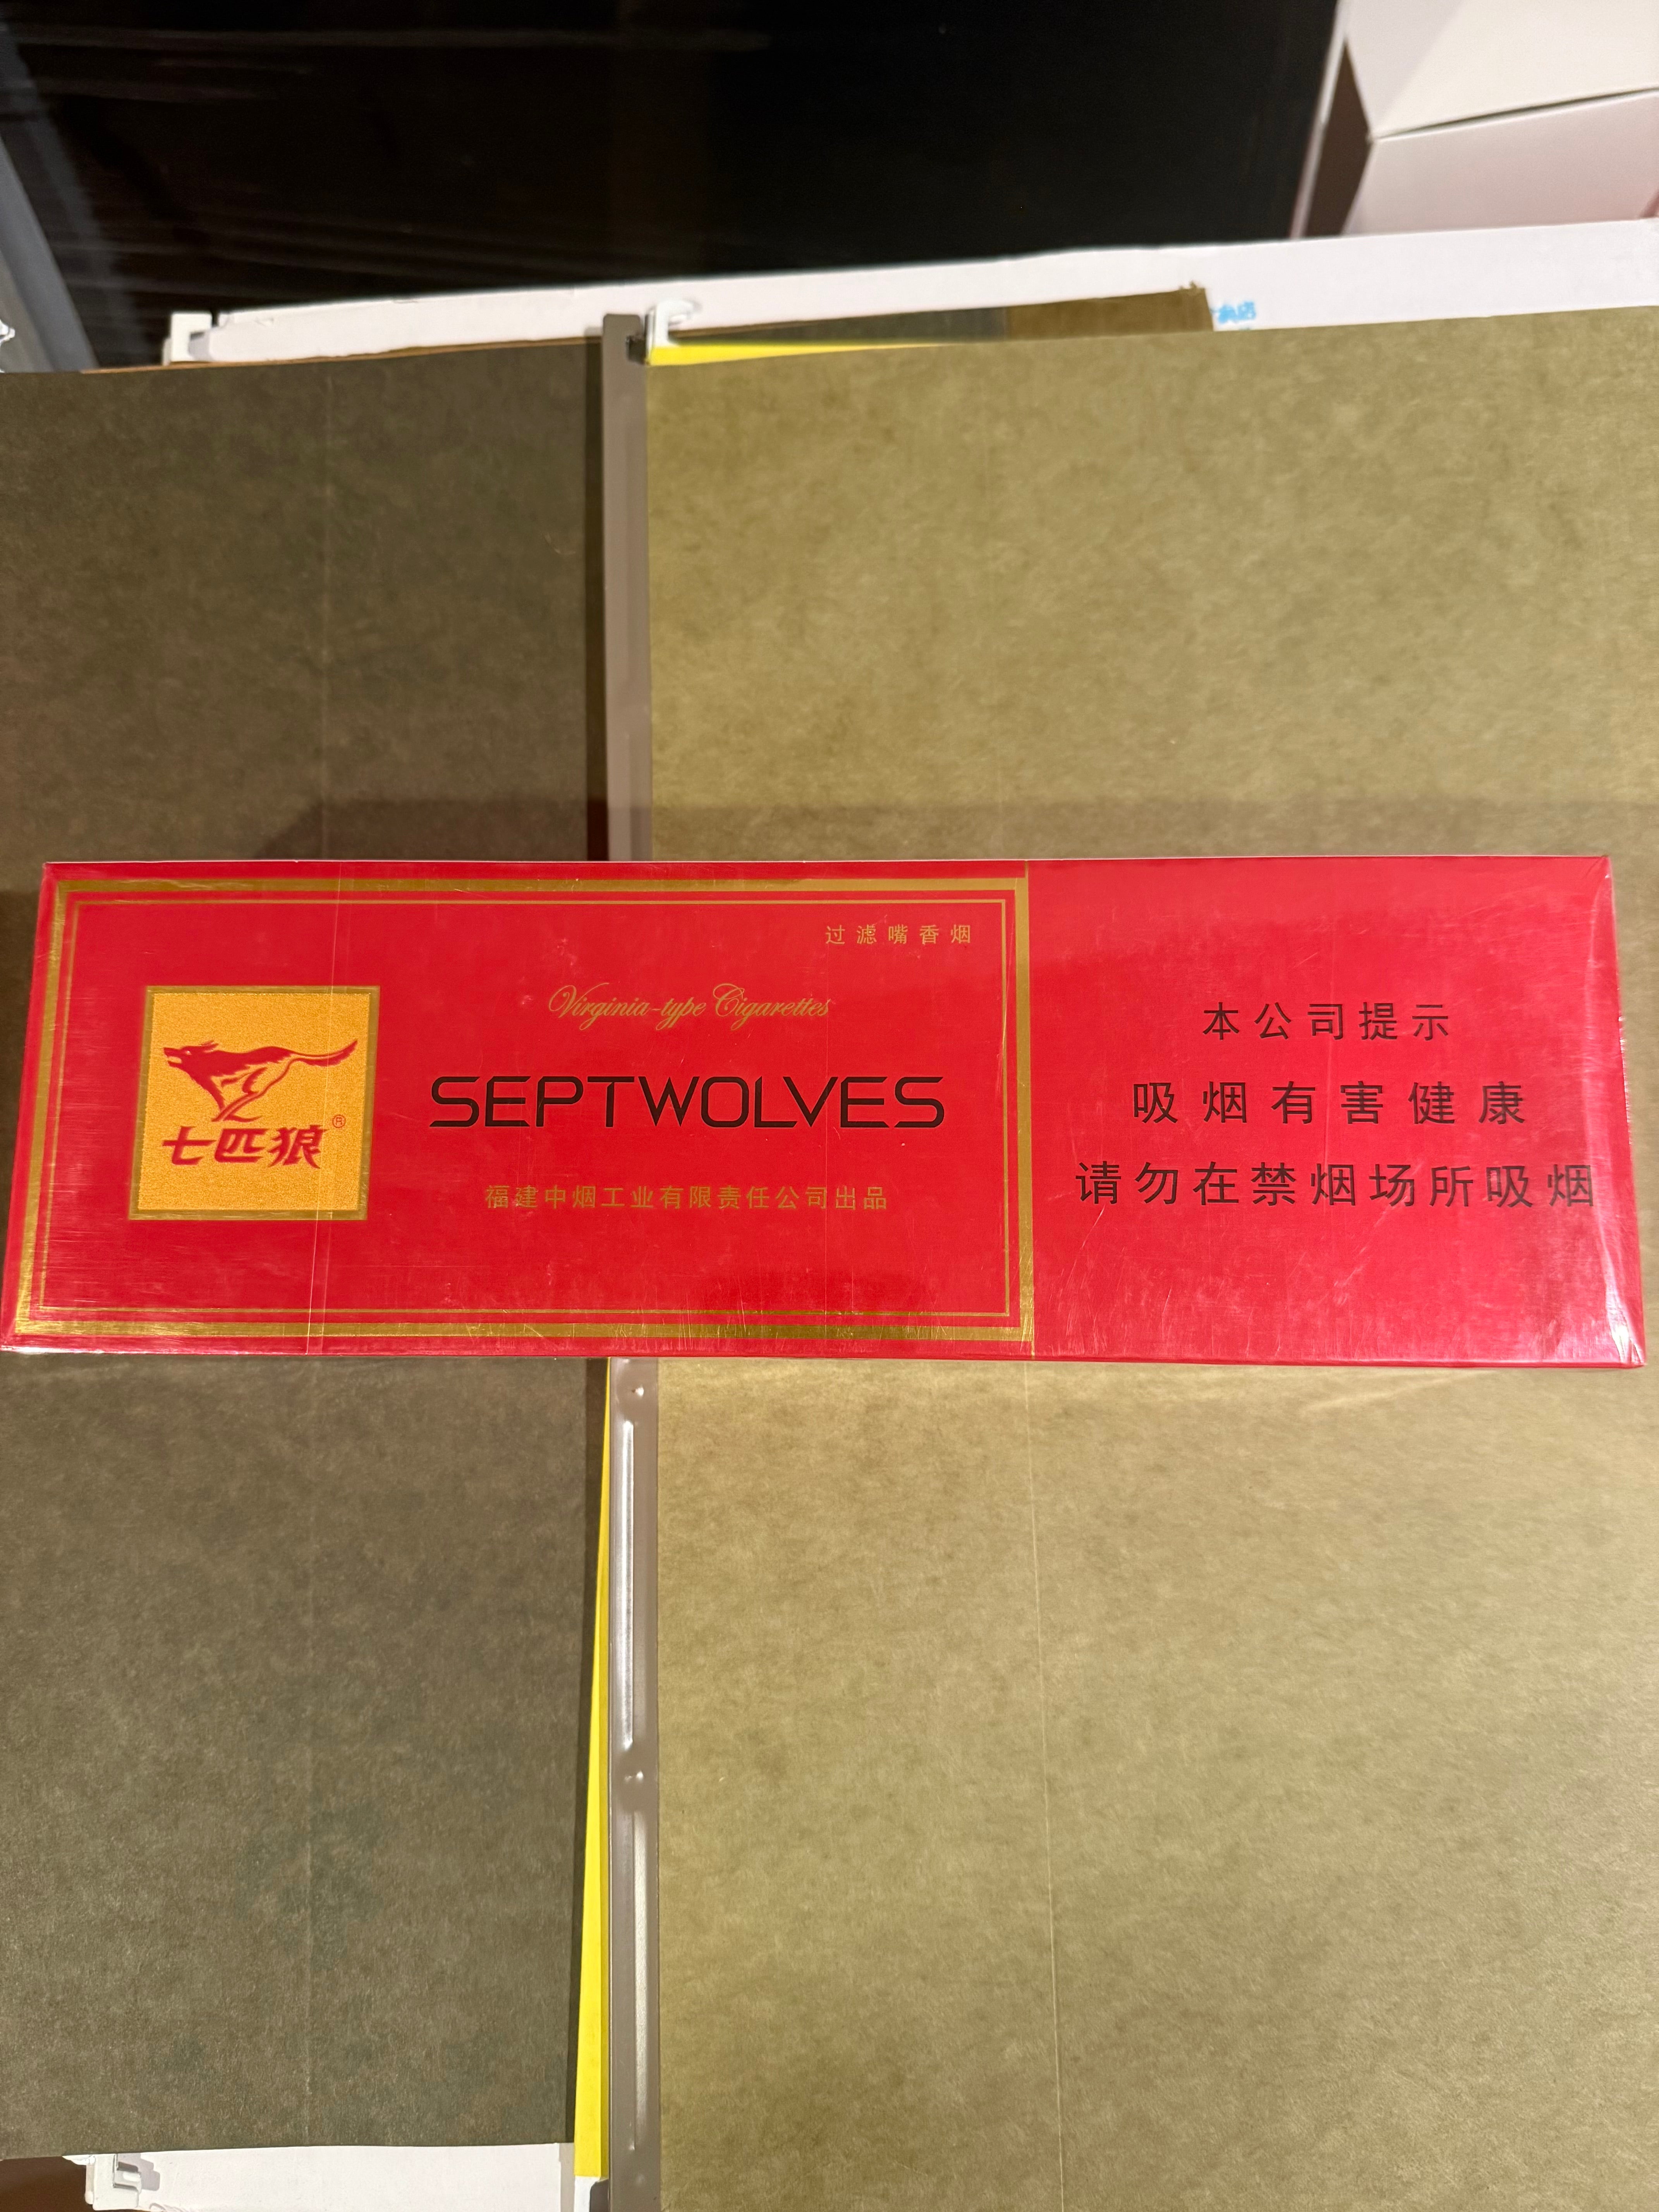 过滤嘴香烟
Virginia-type Cigarettes
SEPTWOLVES
七匹狼®
福建中烟工业有限责任公司出品
本公司提示
吸烟有害健康
请勿在禁烟场所吸烟